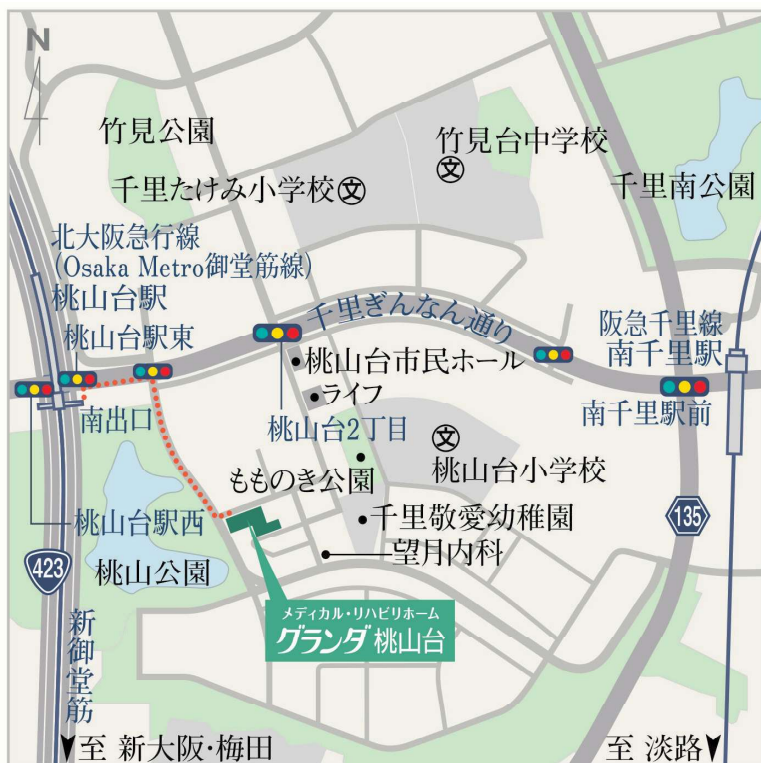 N
竹見公園
竹見台中学校
文
千里たけみ小学校
文
千里南公園
北大阪急行線
(Osaka Metro御堂筋線)
桃山台駅
桃山台駅東
千里ぎんなん通り
阪急千里線
南千里駅
桃山台市民ホール
ライフ
南出口
桃山台2丁目
南千里駅前
文
桃山台小学校
もものき公園
千里敬愛幼稚園
135
桃山台駅西
望月内科
423
桃山公園
メディカル・リハビリホーム
グランダ 桃山台
新御堂筋
至 新大阪・梅田
至 淡路